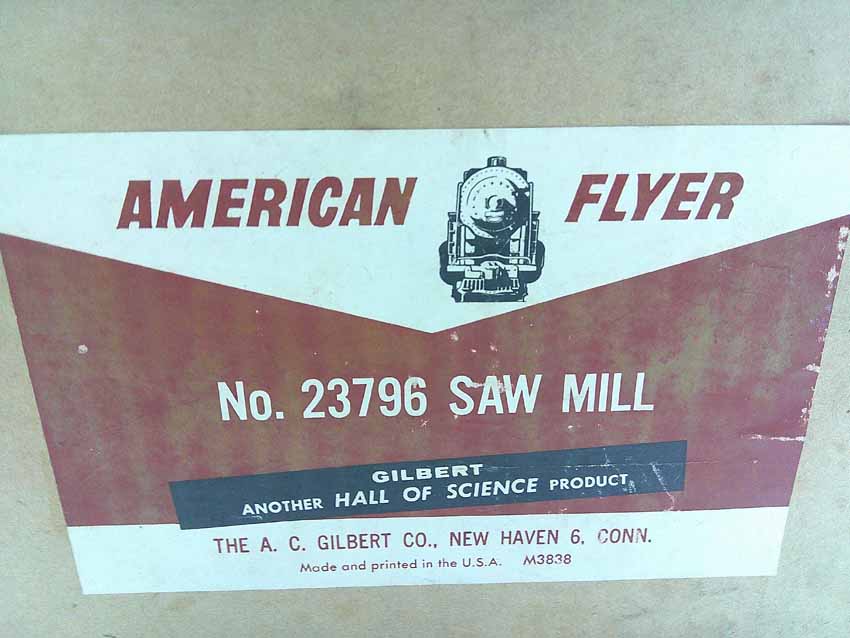 AMERICAN FLYER
No. 23796 SAW MILL
GILBERT
ANOTHER HALL OF SCIENCE PRODUCT
THE A. C. GILBERT CO., NEW HAVEN 6, CONN.
Made and printed in the U.S.A. M3838